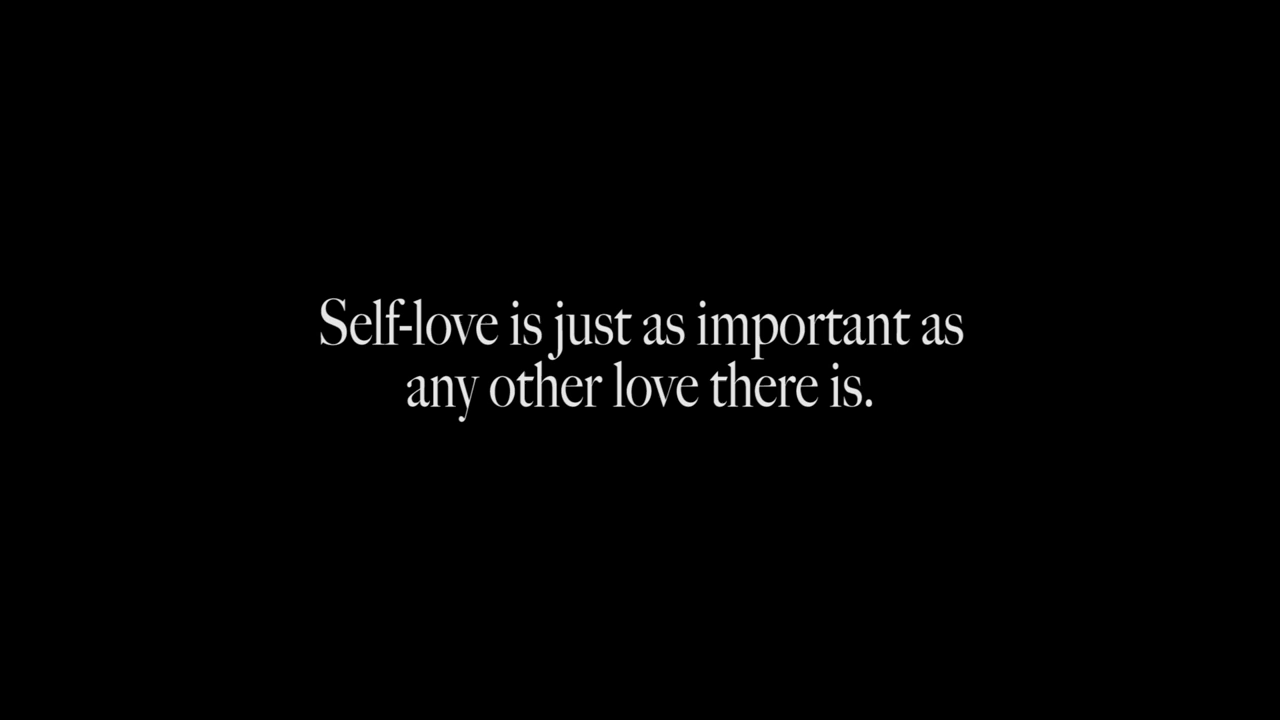 Self-love is just as important as
any other love there is.